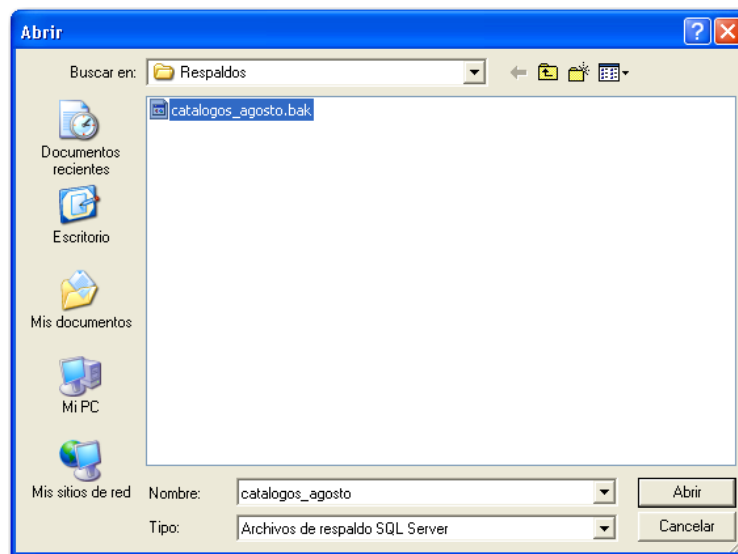 Abrir
Buscar en: Respaldos
catalogos_agosto.bak
Documentos
recientes
Escritorio
Mis documentos
Mi PC
Mis sitios de red
Nombre: catalogos_agosto Abrir
Tipo: Archivos de respaldo SQL Server Cancelar